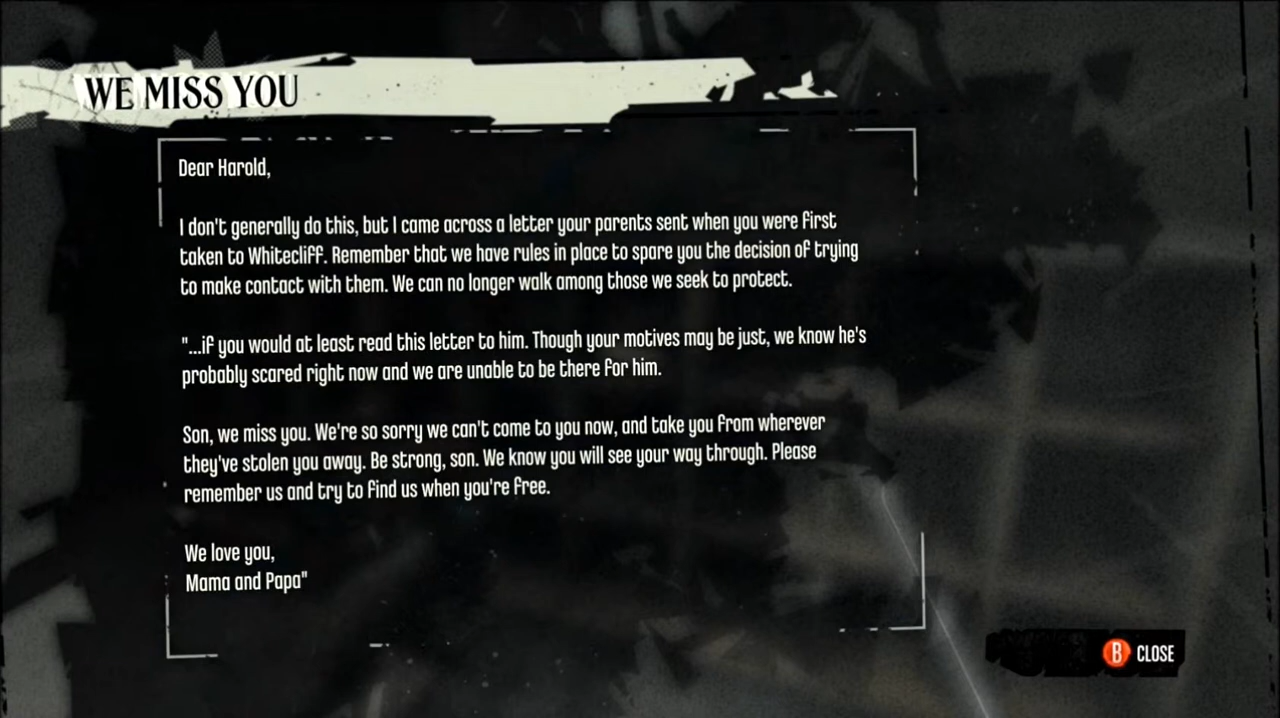 WE MISS YOU
Dear Harold,
I don't generally do this, but I came across a letter your parents sent when you were first
taken to Whitecliff. Remember that we have rules in place to spare you the decision of trying
to make contact with them. We can no longer walk among those we seek to protect.
"...if you would at least read this letter to him. Though your motives may be just, we know he's
probably scared right now and we are unable to be there for him.
Son, we miss you. We're so sorry we can't come to you now, and take you from wherever
they've stolen you away. Be strong, son. We know you will see your way through. Please
remember us and try to find us when you're free.
We love you,
Mama and Papa"
B CLOSE